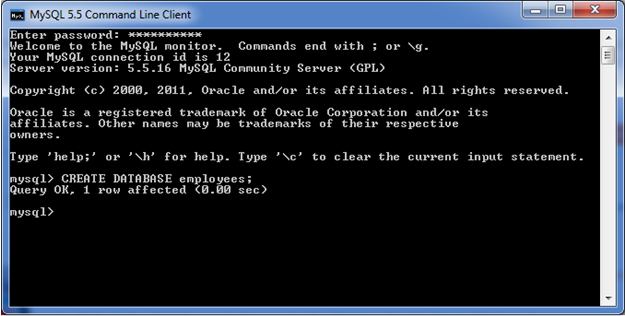 MySQL 5.5 Command Line Client
Enter password: **********
Welcome to the MySQL monitor.  Commands end with ; or \g.
Your MySQL connection id is 12
Server version: 5.5.16 MySQL Community Server (GPL)
Copyright (c) 2000, 2011, Oracle and/or its affiliates. All rights reserved.
Oracle is a registered trademark of Oracle Corporation and/or its
affiliates. Other names may be trademarks of their respective
owners.
Type 'help;' or '\h' for help. Type '\c' to clear the current input statement.
mysql> CREATE DATABASE employees;
Query OK, 1 row affected (0.00 sec)
mysql>